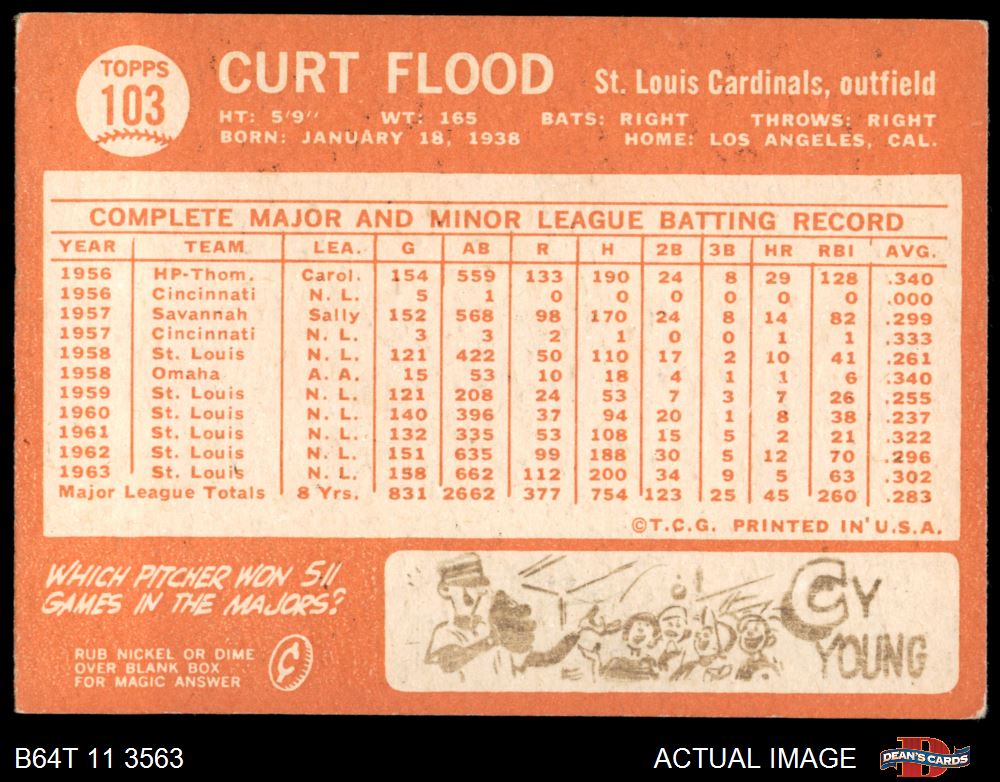 TOPPS
103
CURT FLOOD St. Louis Cardinals, outfield
HT: 5'9'' WT: 165 BATS: RIGHT THROWS: RIGHT
BORN: JANUARY 18, 1938 HOME: LOS ANGELES, CAL.
COMPLETE MAJOR AND MINOR LEAGUE BATTING RECORD
YEAR TEAM LEA. G AB R H 2B 3B HR RBI AVG.
1956 HP-Thom. Carol. 154 559 133 190 24 8 29 128 .340
1956 Cincinnati N. L. 5 1 0 0 0 0 0 0 .000
1957 Savannah Sally 152 568 98 170 24 8 14 82 .299
1957 Cincinnati N. L. 3 3 2 1 0 0 1 1 .333
1958 St. Louis N. L. 121 422 50 110 17 2 10 41 .261
1958 Omaha A. A. 15 53 10 18 4 1 1 6 .340
1959 St. Louis N. L. 121 208 24 53 7 3 7 26 .255
1960 St. Louis N. L. 140 396 37 94 20 1 8 38 .237
1961 St. Louis N. L. 132 335 53 108 15 5 2 21 .322
1962 St. Louis N. L. 151 635 99 188 30 5 12 70 .296
1963 St. Louis N. L. 158 662 112 200 34 9 5 63 .302
Major League Totals 8 Yrs. 831 2662 377 754 123 25 45 260 .283
©T.C.G. PRINTED IN U.S.A.
WHICH PITCHER WON 511
GAMES IN THE MAJORS?
RUB NICKEL OR DIME
OVER BLANK BOX
FOR MAGIC ANSWER
CY
YOUNG
B64T 11 3563 ACTUAL IMAGE DEAN'S CARDS